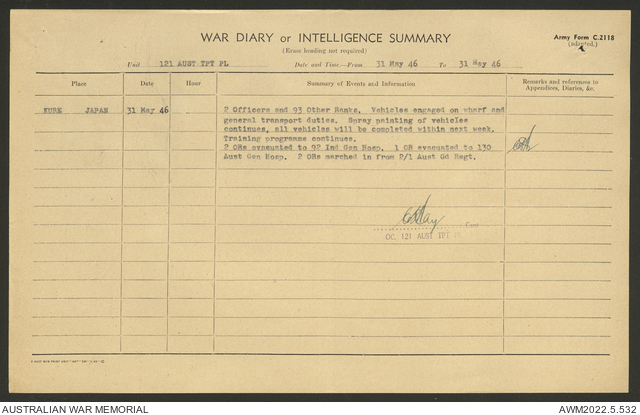 WAR DIARY or INTELLIGENCE SUMMARY
(Erase heading not required)
Army Form C.2118
(adapted.)
Unit 121 AUST TPT PL Date and Time—From 31 May 46 To 31 May 46
Place Date Hour Summary of Events and Information Remarks and references to
Appendices, Diaries, &c.
KURE JAPAN 31 May 46 2 Officers and 93 Other Ranks. Vehicles engaged on wharf and
general transport duties. Spray painting of vehicles
continues, all vehicles will be completed within next week.
Training programme continues.
2 ORs evacuated to 92 Ind Gen Hosp. 1 OR evacuated to 130
Aust Gen Hosp. 2 ORs marched in from 2/1 Aust Gd Regt.
Capt
OC. 121 AUST TPT PL
AUSTRALIAN WAR MEMORIAL AWM2022.5.532